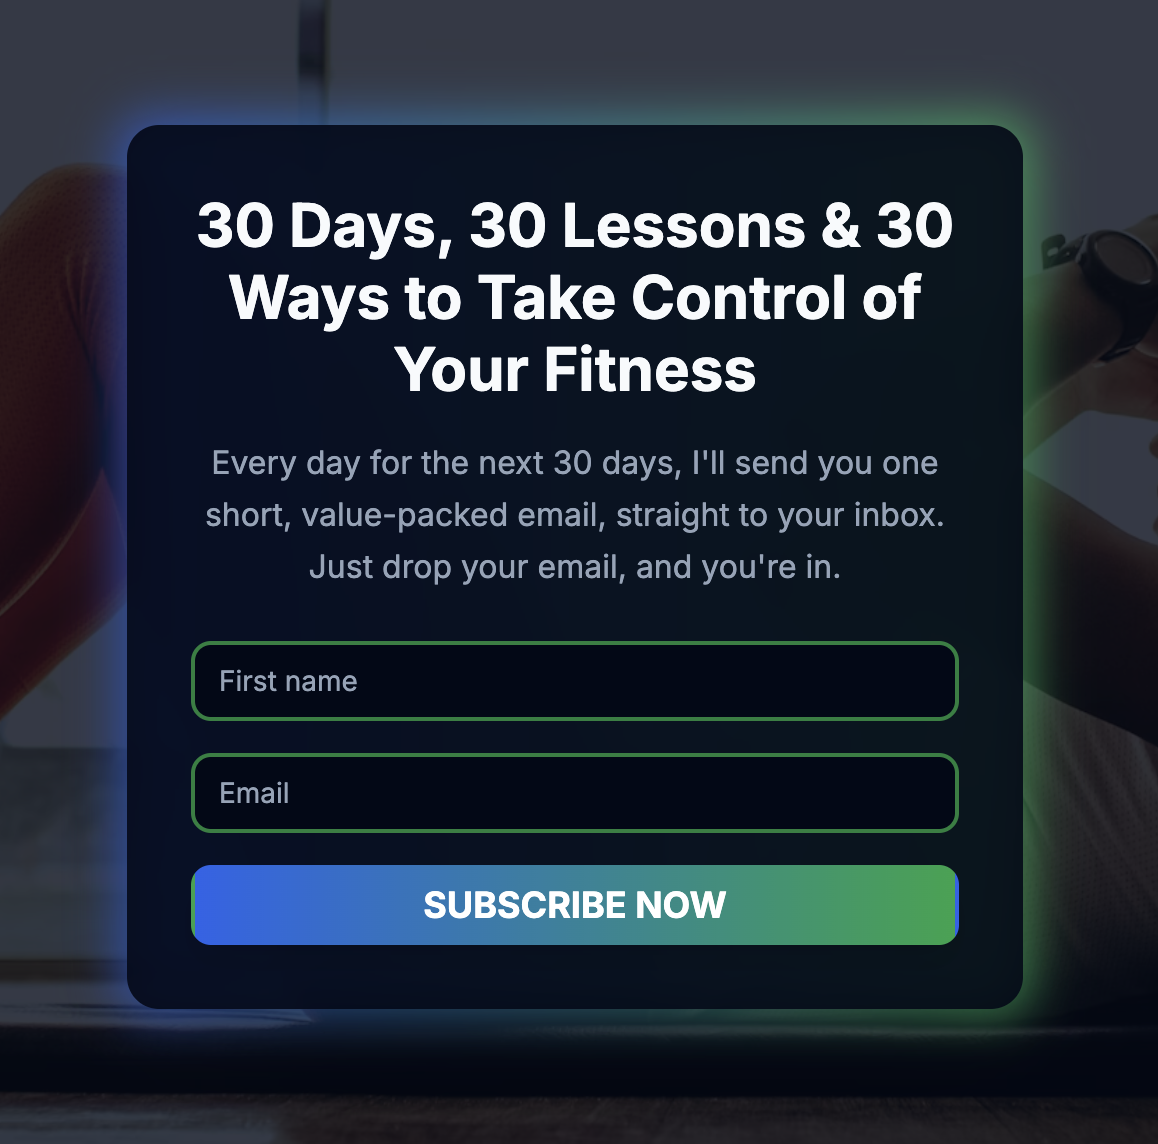 30 Days, 30 Lessons & 30
Ways to Take Control of
Your Fitness
Every day for the next 30 days, I'll send you one
short, value-packed email, straight to your inbox.
Just drop your email, and you're in.
First name
Email
SUBSCRIBE NOW